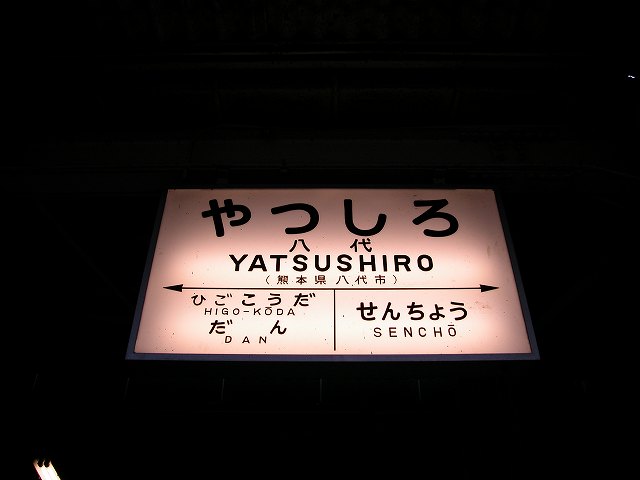 やつしろ
八代
YATSUSHIRO
(熊本県八代市)
ひごこうだ
HIGO-KŌDA
だん
DAN
せんちょう
SENCHŌ